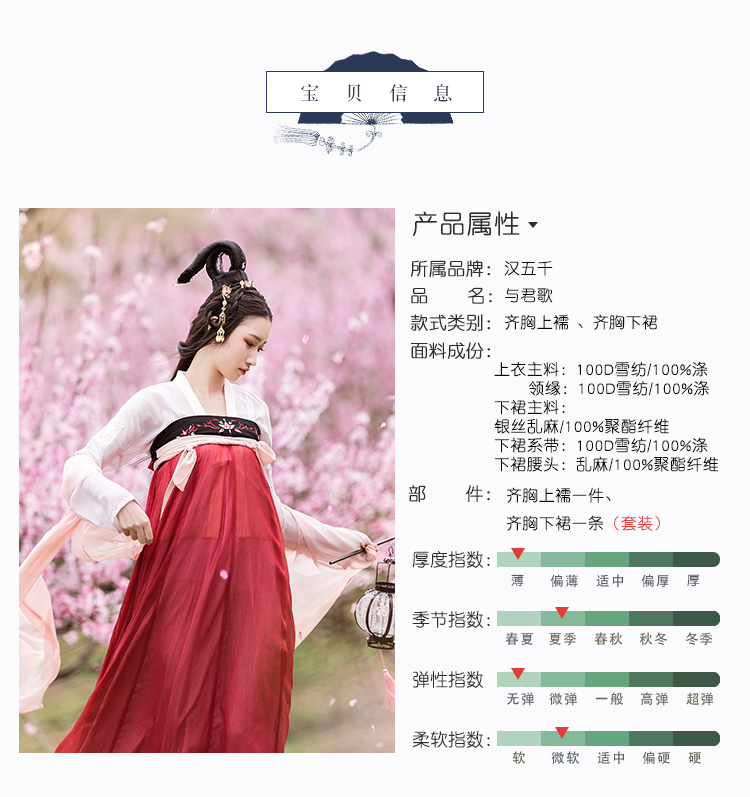 宝贝信息
产品属性
所属品牌：汉五千
品 名：与君歌
款式类别：齐胸上襦 、齐胸下裙
面料成份：
上衣主料：100D雪纺/100%涤
领缘：100D雪纺/100%涤
下裙主料：
银丝乱麻/100%聚酯纤维
下裙系带：100D雪纺/100%涤
下裙腰头：乱麻/100%聚酯纤维
部 件：齐胸上襦一件、
齐胸下裙一条（套装）
厚度指数：
薄 偏薄 适中 偏厚 厚
季节指数：
春夏 夏季 春秋 秋冬 冬季
弹性指数
无弹 微弹 一般 高弹 超弹
柔软指数：
软 微软 适中 偏硬 硬